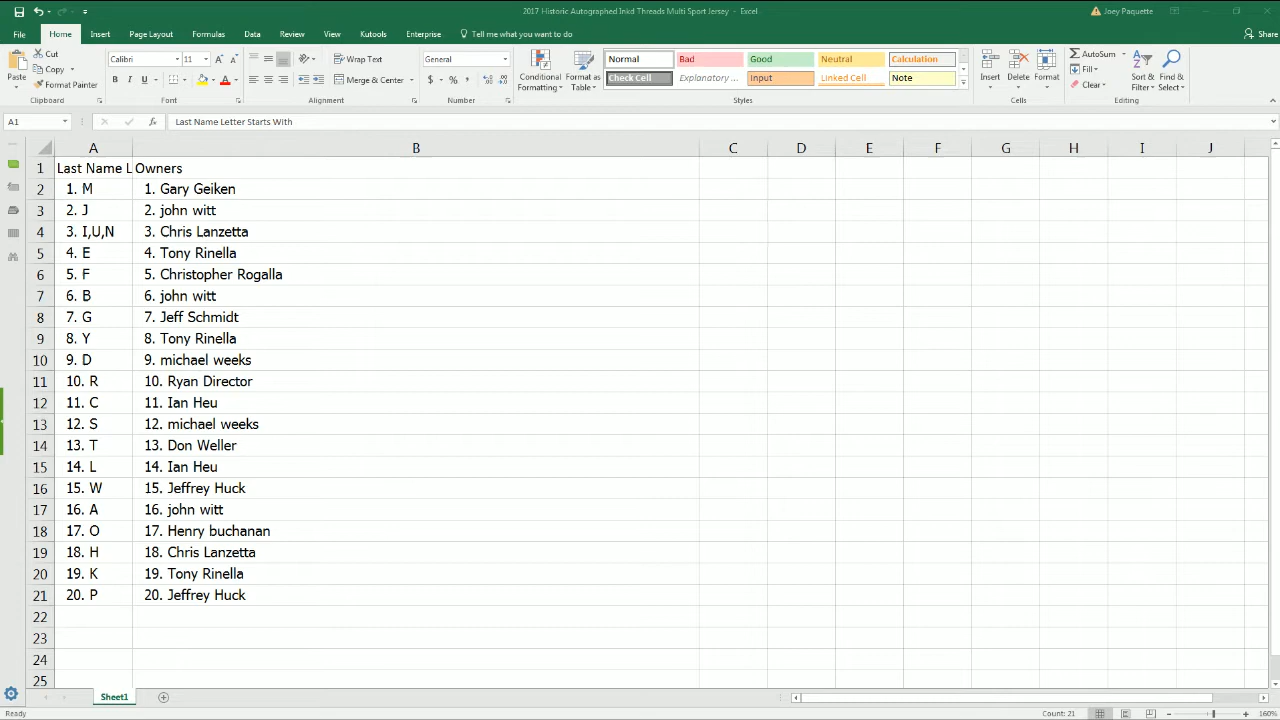 2017 Historic Autographed Inkd Threads Multi Sport Jersey - Excel
Joey Paquette
File Home Insert Page Layout Formulas Data Review View Kutools Enterprise Tell me what you want to do Share
Paste Cut Copy Format Painter Clipboard
Calibri 11 A A B I U A Font
Wrap Text Merge & Center Alignment
General $ % , Number
Conditional Formatting Format as Table
Normal Bad Good Neutral Calculation
Check Cell Explanatory ... Input Linked Cell Note
Styles
Insert Delete Format Cells
AutoSum Fill Clear Sort & Filter Find & Select Editing
A1 fx Last Name Letter Starts With
A B C D E F G H I J
1 Last Name L Owners
2 1. M 1. Gary Geiken
3 2. J 2. john witt
4 3. I,U,N 3. Chris Lanzetta
5 4. E 4. Tony Rinella
6 5. F 5. Christopher Rogalla
7 6. B 6. john witt
8 7. G 7. Jeff Schmidt
9 8. Y 8. Tony Rinella
10 9. D 9. michael weeks
11 10. R 10. Ryan Director
12 11. C 11. Ian Heu
13 12. S 12. michael weeks
14 13. T 13. Don Weller
15 14. L 14. Ian Heu
16 15. W 15. Jeffrey Huck
17 16. A 16. john witt
18 17. O 17. Henry buchanan
19 18. H 18. Chris Lanzetta
20 19. K 19. Tony Rinella
21 20. P 20. Jeffrey Huck
22
23
24
25
Sheet1
Ready Count: 21 160%